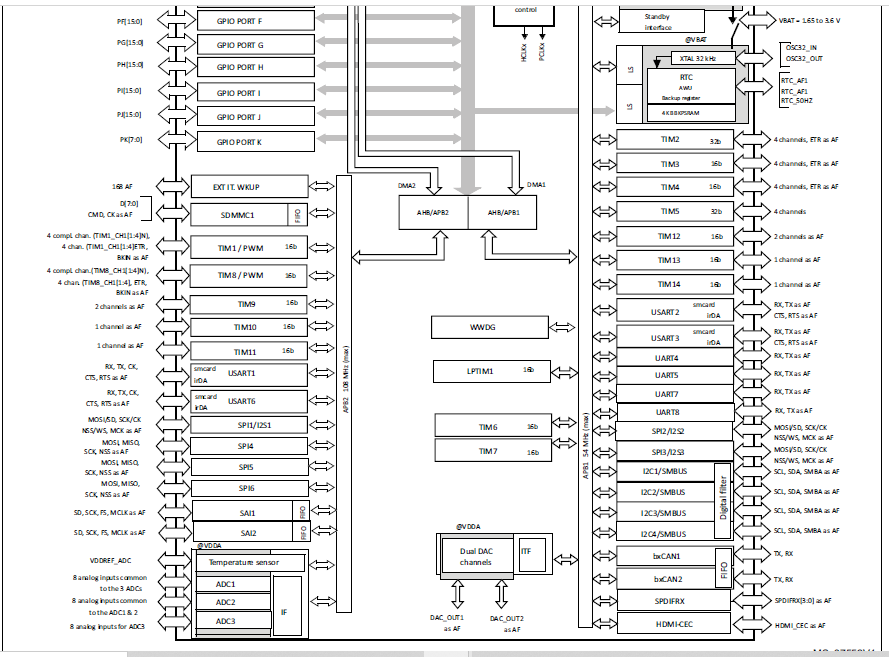 control
HCLKx
PCLKx
Standby
interface
VBAT = 1.65 to 3.6 V
@VBAT
LS
LS
XTAL 32 kHz
RTC
AWU
Backup register
4 KB BKPSRAM
OSC32_IN
OSC32_OUT
RTC_AF1
RTC_AF1
RTC_50HZ
PF[15:0]
GPIO PORT F
PG[15:0]
GPIO PORT G
PH[15:0]
GPIO PORT H
PI[15:0]
GPIO PORT I
PJ[15:0]
GPIO PORT J
PK[7:0]
GPIO PORT K
168 AF
EXT IT. WKUP
D[7:0]
CMD, CK as AF
SDMMC1
FIFO
4 compl. chan. (TIM1_CH1[1:4]N),
4 chan. (TIM1_CH1[1:4]ETR,
BKIN as AF
TIM1 / PWM
16b
4 compl. chan.(TIM8_CH1[1:4]N),
4 chan. (TIM8_CH1[1:4], ETR,
BKIN as AF
TIM8 / PWM
16b
2 channels as AF
TIM9
16b
1 channel as AF
TIM10
16b
1 channel as AF
TIM11
16b
RX, TX, CK,
CTS, RTS as AF
smcard
irDA
USART1
RX, TX, CK,
CTS, RTS as AF
smcard
irDA
USART6
MOSI/SD, SCK/CK
NSS/WS, MCK as AF
SPI1/I2S1
MOSI, MISO,
SCK, NSS as AF
SPI4
MOSI, MISO,
SCK, NSS as AF
SPI5
MOSI, MISO,
SCK, NSS as AF
SPI6
SD, SCK, FS, MCLK as AF
SAI1
FIFO
SD, SCK, FS, MCLK as AF
SAI2
FIFO
@VDDA
VDDREF_ADC
Temperature sensor
8 analog inputs common
to the 3 ADCs
ADC1
8 analog inputs common
to the ADC1 & 2
ADC2
8 analog inputs for ADC3
ADC3
IF
APB2 108 MHz (max)
DMA2
DMA1
AHB/APB2
AHB/APB1
WWDG
LPTIM1
16b
TIM6
16b
TIM7
16b
@VDDA
Dual DAC
channels
ITF
DAC_OUT1
as AF
DAC_OUT2
as AF
APB1 54 MHz (max)
TIM2
32b
4 channels, ETR as AF
TIM3
16b
4 channels, ETR as AF
TIM4
16b
4 channels, ETR as AF
TIM5
32b
4 channels
TIM12
16b
2 channels as AF
TIM13
16b
1 channel as AF
TIM14
16b
1 channel as AF
USART2
smcard
irDA
RX, TX as AF
CTS, RTS as AF
USART3
smcard
irDA
RX, TX as AF
CTS, RTS as AF
UART4
RX, TX as AF
UART5
RX, TX as AF
UART7
RX, TX as AF
UART8
RX, TX as AF
SPI2/I2S2
MOSI/SD, SCK/CK
NSS/WS, MCK as AF
SPI3/I2S3
MOSI/SD, SCK/CK
NSS/WS, MCK as AF
I2C1/SMBUS
SCL, SDA, SMBA as AF
I2C2/SMBUS
SCL, SDA, SMBA as AF
I2C3/SMBUS
SCL, SDA, SMBA as AF
I2C4/SMBUS
SCL, SDA, SMBA as AF
Digital filter
bxCAN1
TX, RX
bxCAN2
TX, RX
FIFO
SPDIFRX
SPDIFRX[3:0] as AF
HDMI-CEC
HDMI_CEC as AF